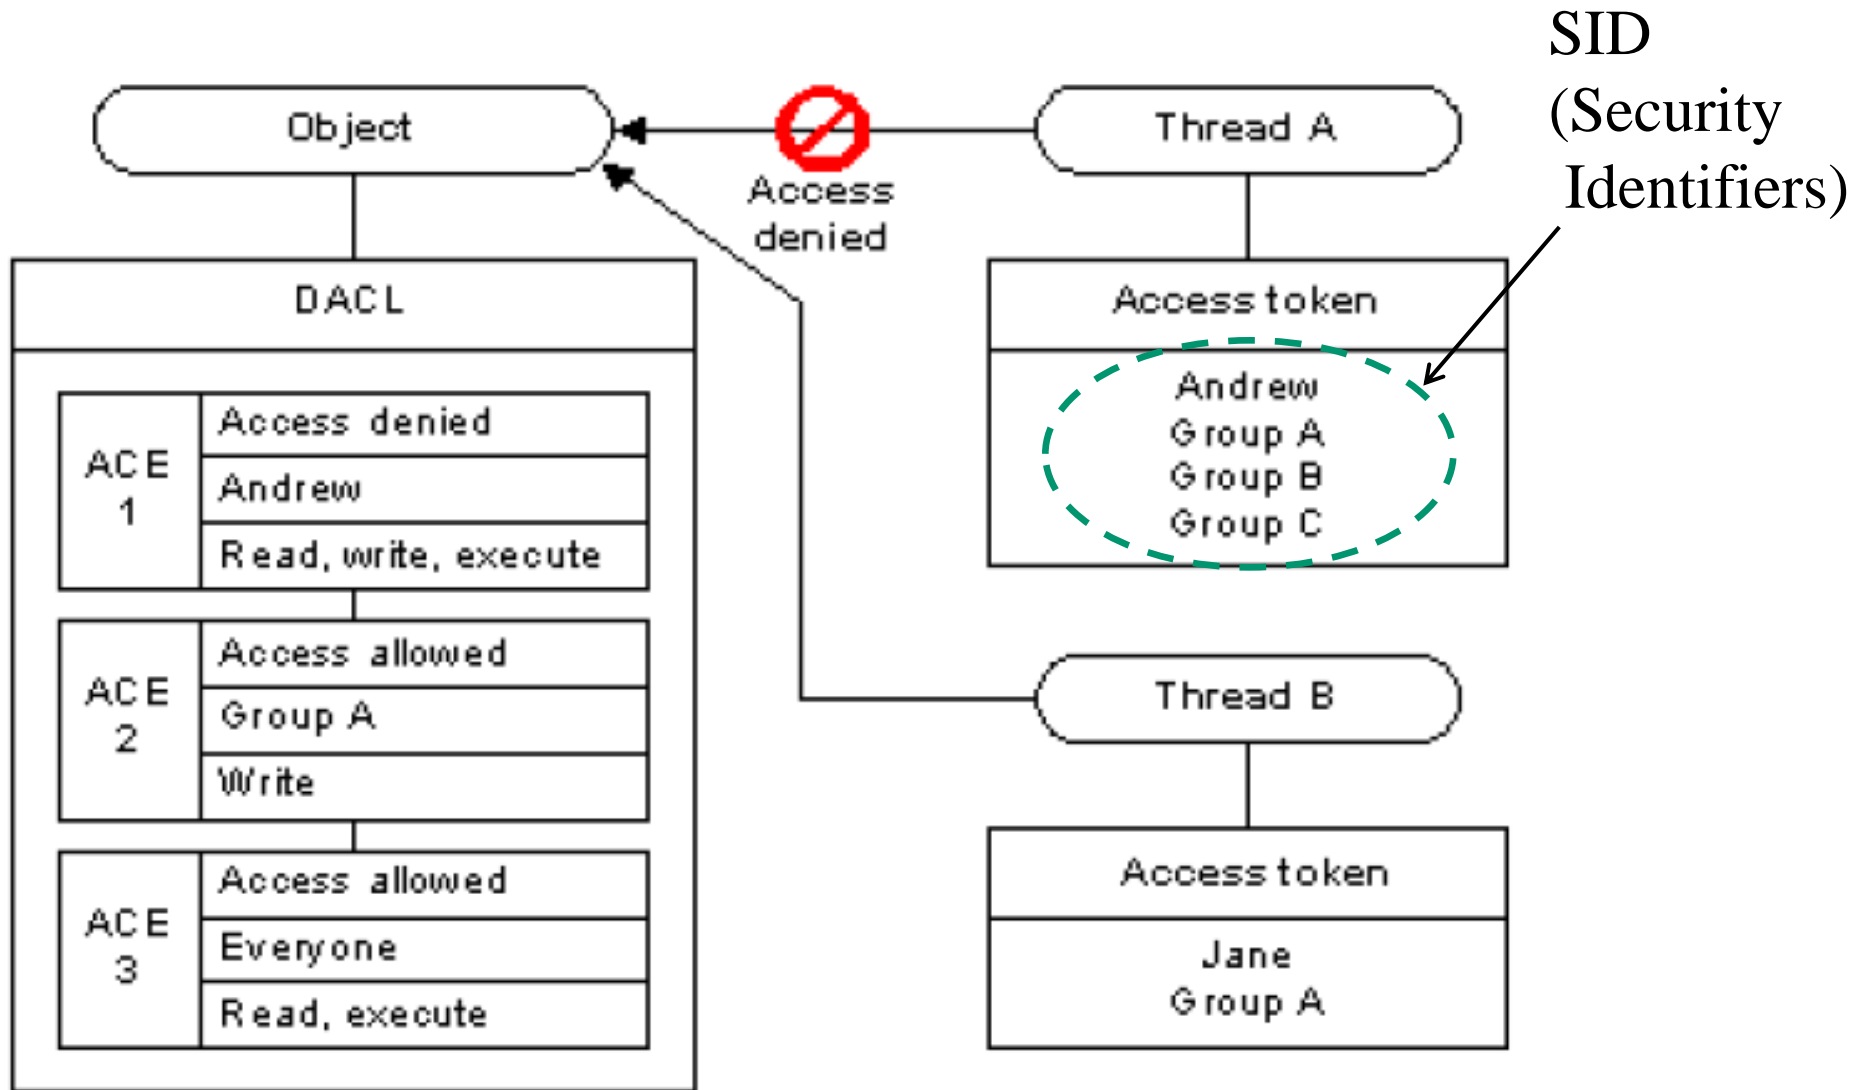 SID
(Security
Identifiers)
Object
Access
denied
Thread A
DACL
ACE
1
Access denied
Andrew
Read, write, execute
ACE
2
Access allowed
Group A
Write
ACE
3
Access allowed
Everyone
Read, execute
Access token
Andrew
Group A
Group B
Group C
Thread B
Access token
Jane
Group A